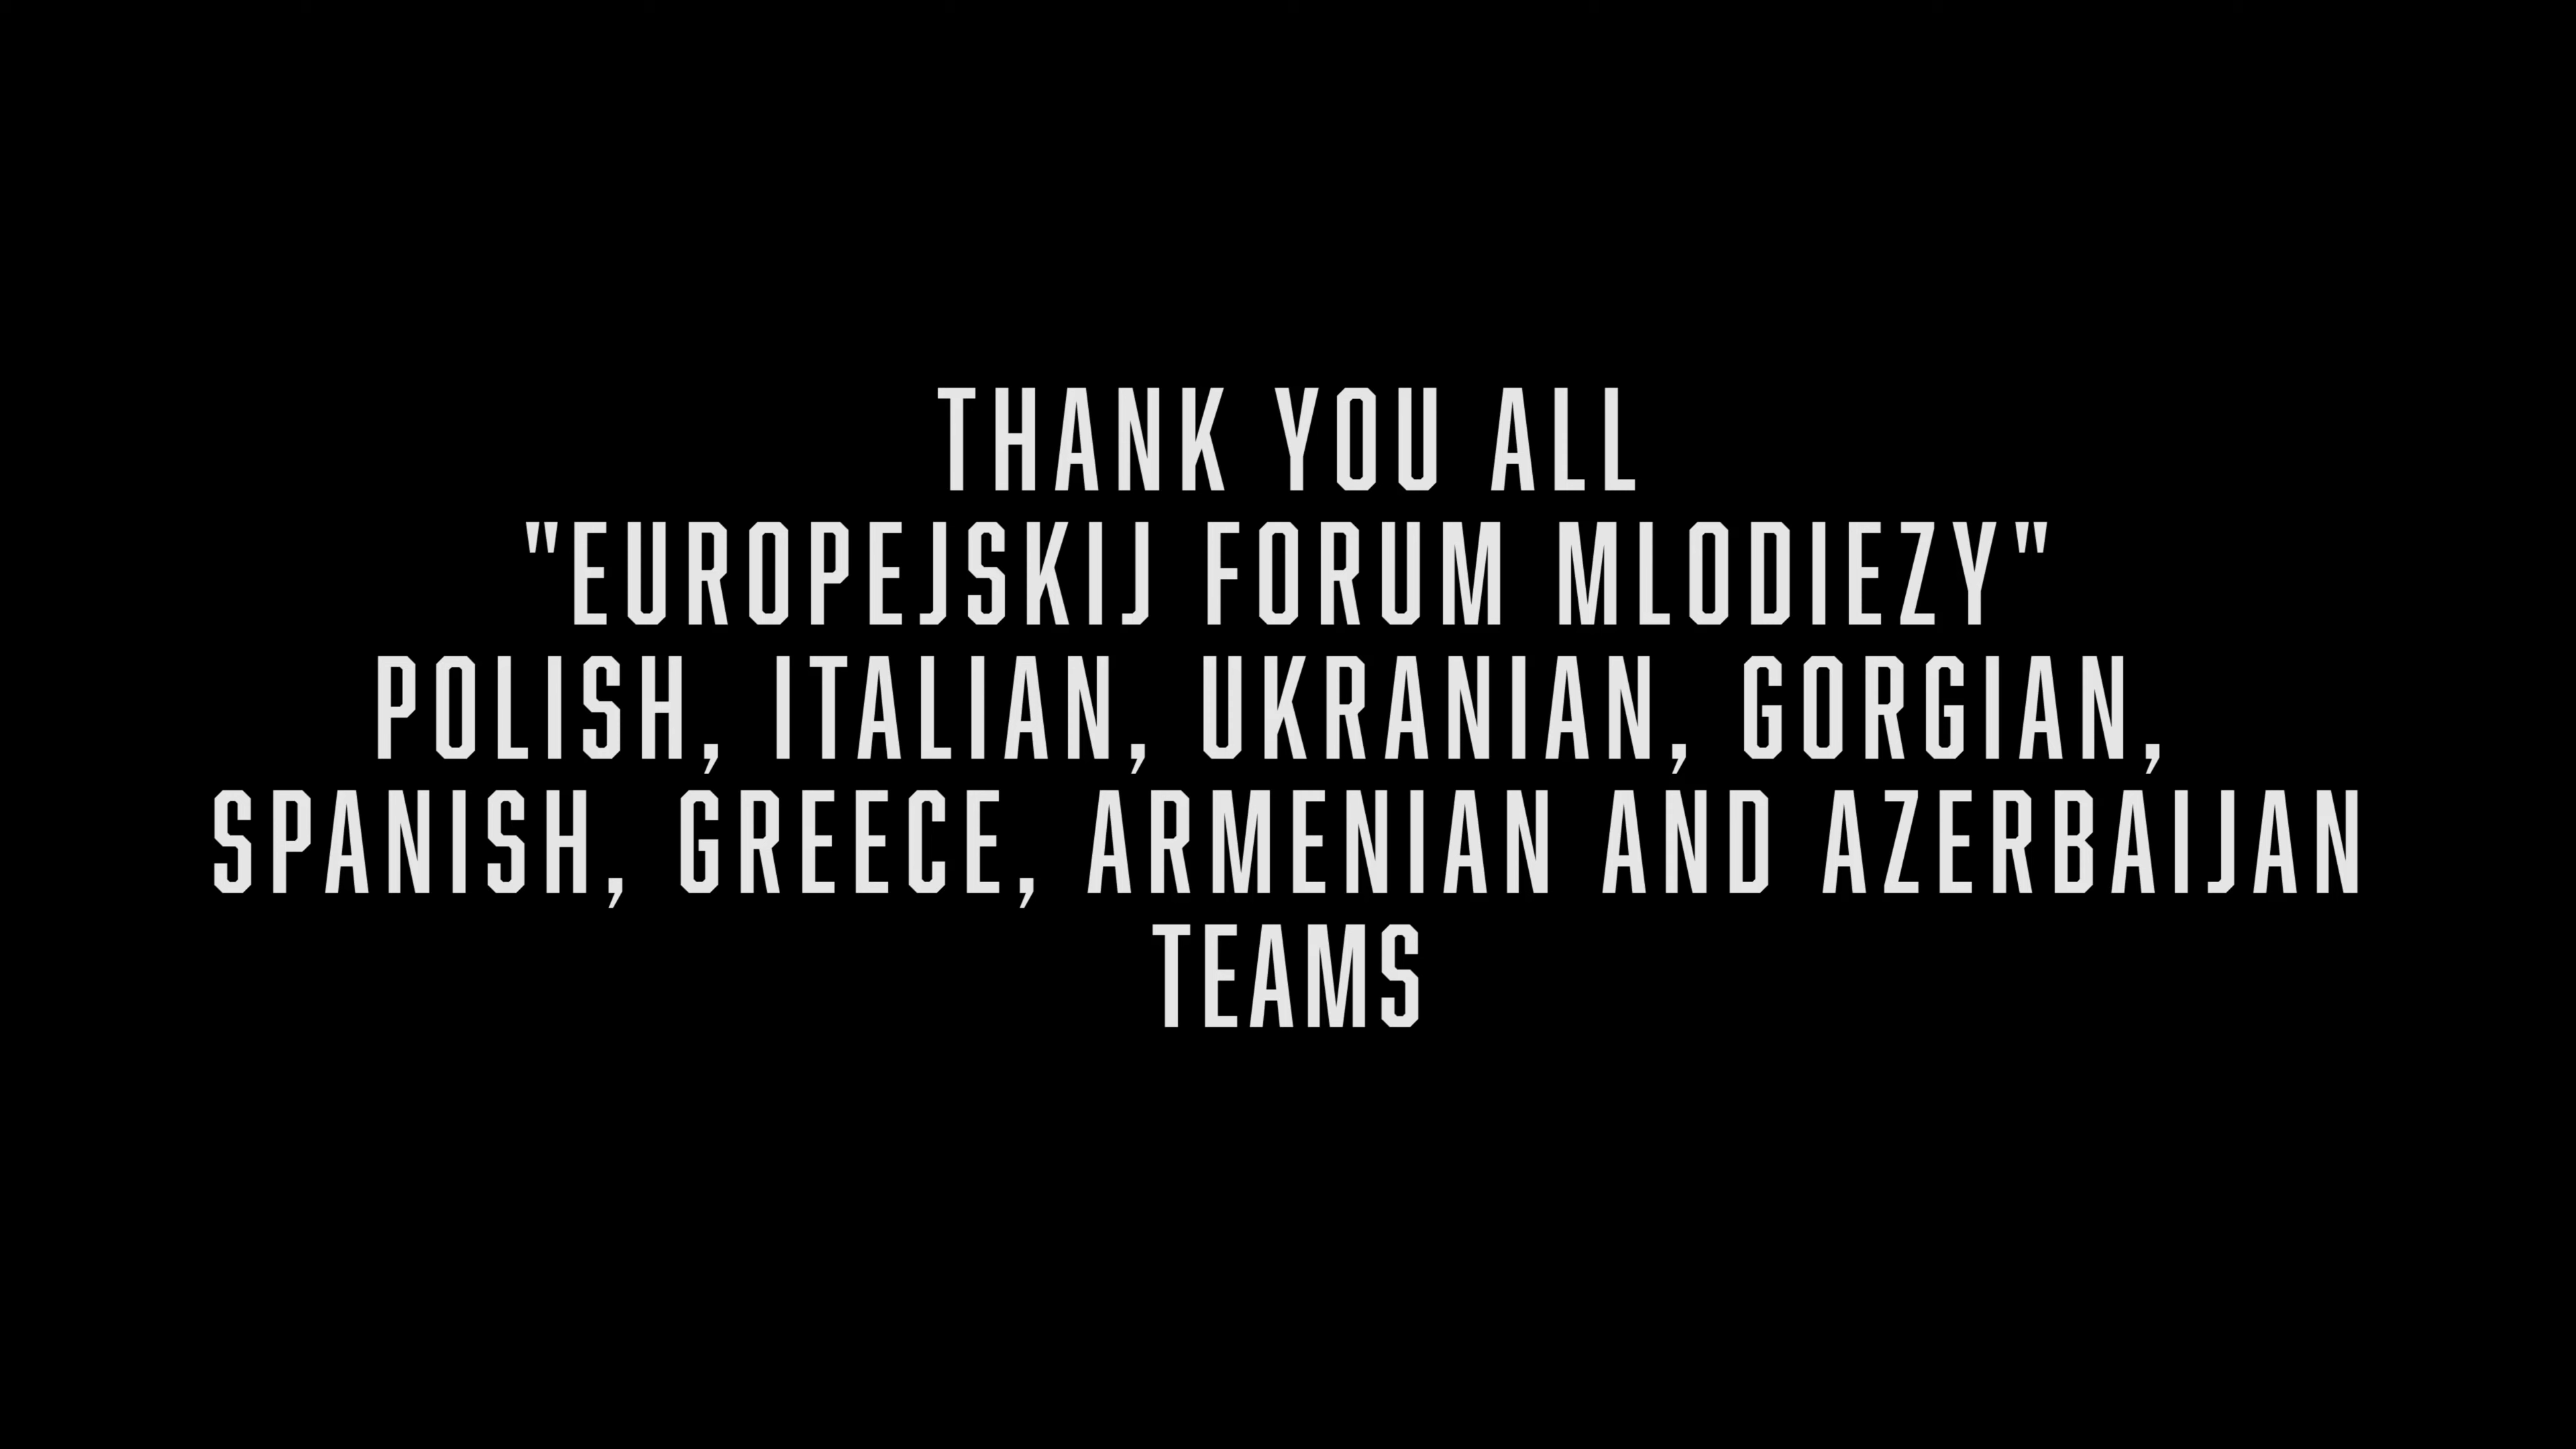 THANK YOU ALL
"EUROPEJSKIJ FORUM MLODIEZY"
POLISH, ITALIAN, UKRANIAN, GORGIAN,
SPANISH, GREECE, ARMENIAN AND AZERBAIJAN
TEAMS